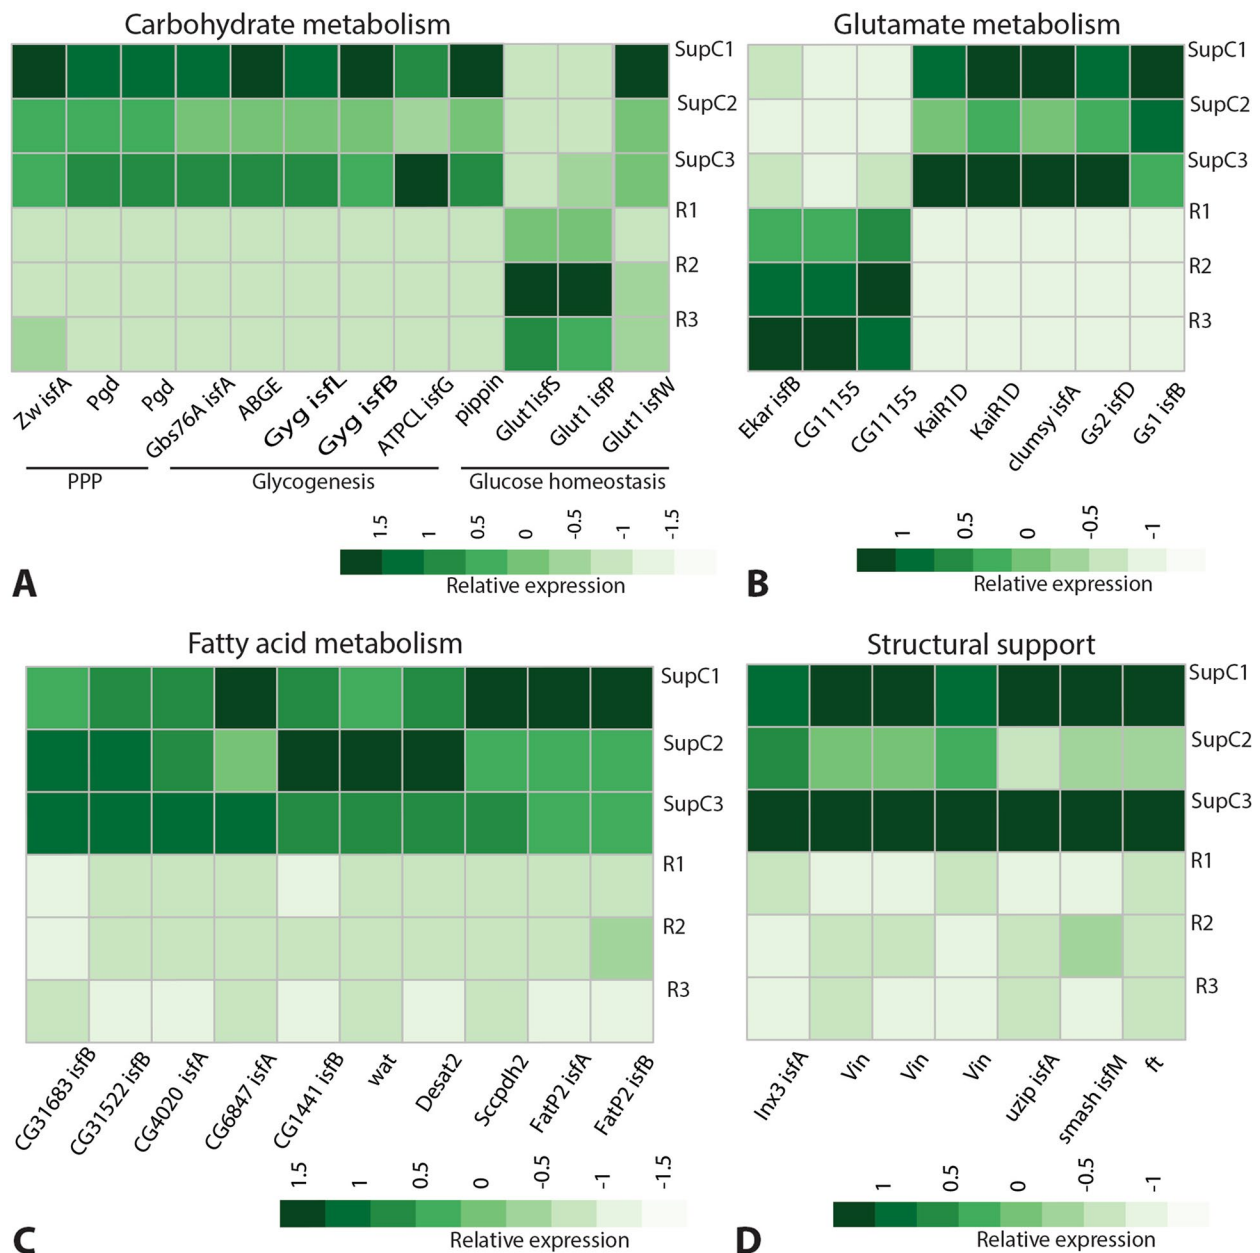 Carbohydrate metabolism
SupC1
SupC2
SupC3
R1
R2
R3
Zw isfA
Pgd
Pgd
Gbs76A isfA
ABGE
Gyg isfL
Gyg isfB
ATPCL isfG
pippin
Glut1isfS
Glut1 isfP
Glut1 isfW
PPP
Glycogenesis
Glucose homeostasis
1.5
1
0.5
0
-0.5
-1
-1.5
Relative expression
A
Glutamate metabolism
SupC1
SupC2
SupC3
R1
R2
R3
Ekar isfB
CG11155
CG11155
KaiR1D
KaiR1D
clumsy isfA
Gs2 isfD
Gs1 isfB
1
0.5
0
-0.5
-1
Relative expression
B
Fatty acid metabolism
SupC1
SupC2
SupC3
R1
R2
R3
CG31683 isfB
CG31522 isfB
CG4020 isfA
CG6847 isfA
CG1441 isfB
wat
Desat2
Sccpdh2
FatP2 isfA
FatP2 isfB
1.5
1
0.5
0
-0.5
-1
-1.5
Relative expression
C
Structural support
SupC1
SupC2
SupC3
R1
R2
R3
Inx3 isfA
Vin
Vin
Vin
uzip isfA
smash isfM
ft
1
0.5
0
-0.5
-1
Relative expression
D